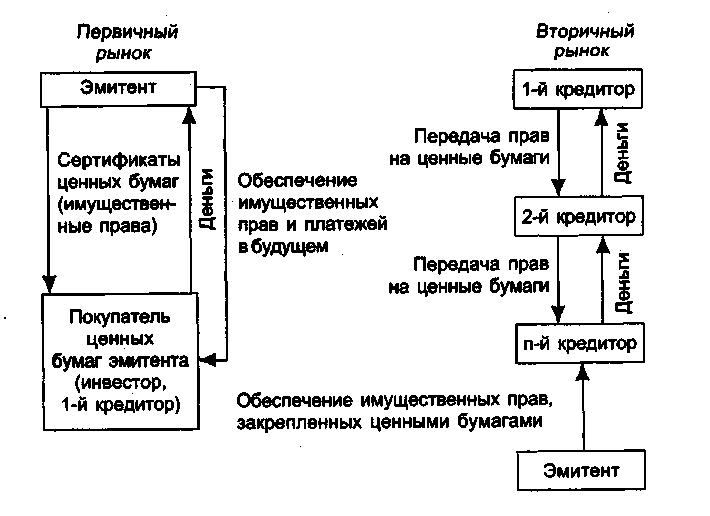 Первичный
рынок
Эмитент
Сертификаты
ценных бумаг
(имуществен-
ные права)
Деньги
Обеспечение
имущественных
прав и платежей
в будущем
Покупатель
ценных
бумаг эмитента
(инвестор,
1-й кредитор)
Вторичный
рынок
1-й кредитор
Передача прав
на ценные бумаги
Деньги
2-й кредитор
Передача прав
на ценные бумаги
Деньги
n-й кредитор
Обеспечение имущественных прав,
закрепленных ценными бумагами
Эмитент